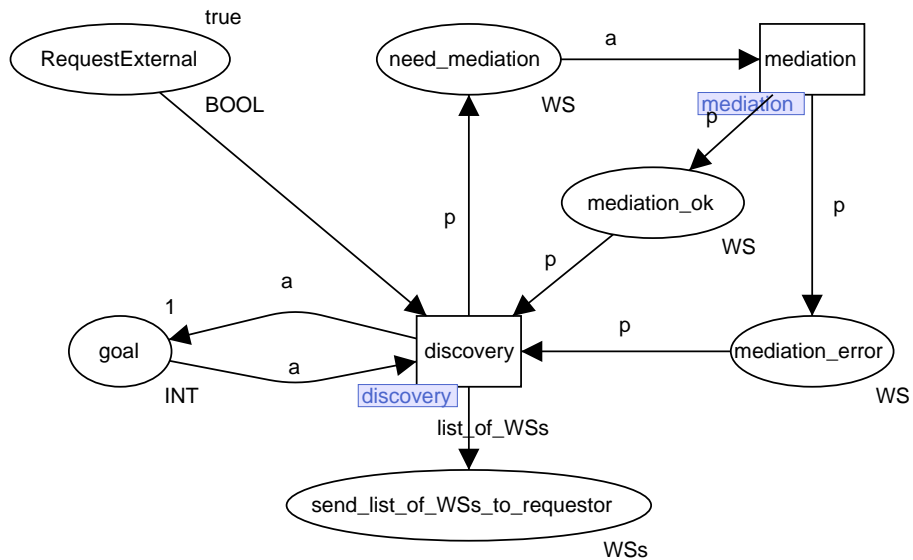 true
RequestExternal
BOOL
need_mediation
WS
a
mediation
mediation
p
mediation_ok
WS
p
p
p
a
1
goal
INT
a
discovery
discovery
p
mediation_error
WS
list_of_WSs
send_list_of_WSs_to_requestor
WSs